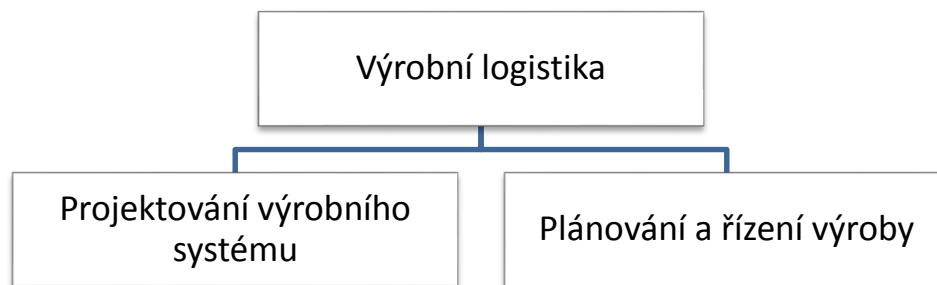 Výrobní logistika
Projektování výrobního
systému
Plánování a řízení výroby